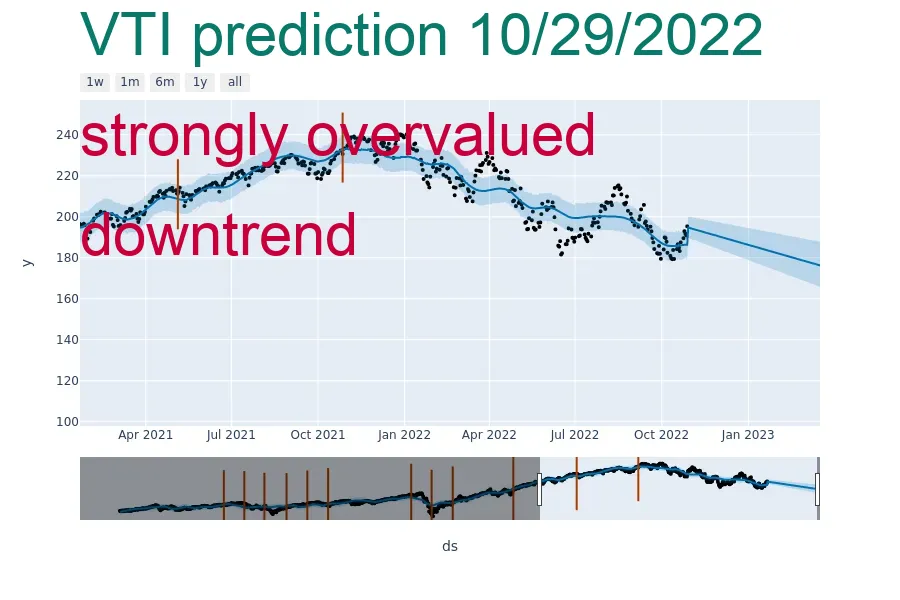 VTI prediction 10/29/2022
1w 1m 6m 1y all
strongly overvalued
downtrend
240
220
200
180
160
140
120
100
y
Apr 2021 Jul 2021 Oct 2021 Jan 2022 Apr 2022 Jul 2022 Oct 2022 Jan 2023
ds